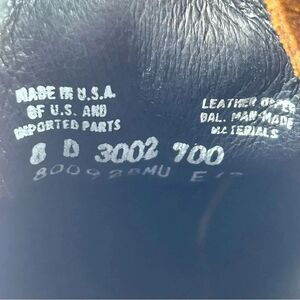 MADE IN U.S.A.
OF U.S. AND
IMPORTED PARTS
LEATHER UPPER
BAL. MAN-MADE
MATERIALS
8 D 3002 700